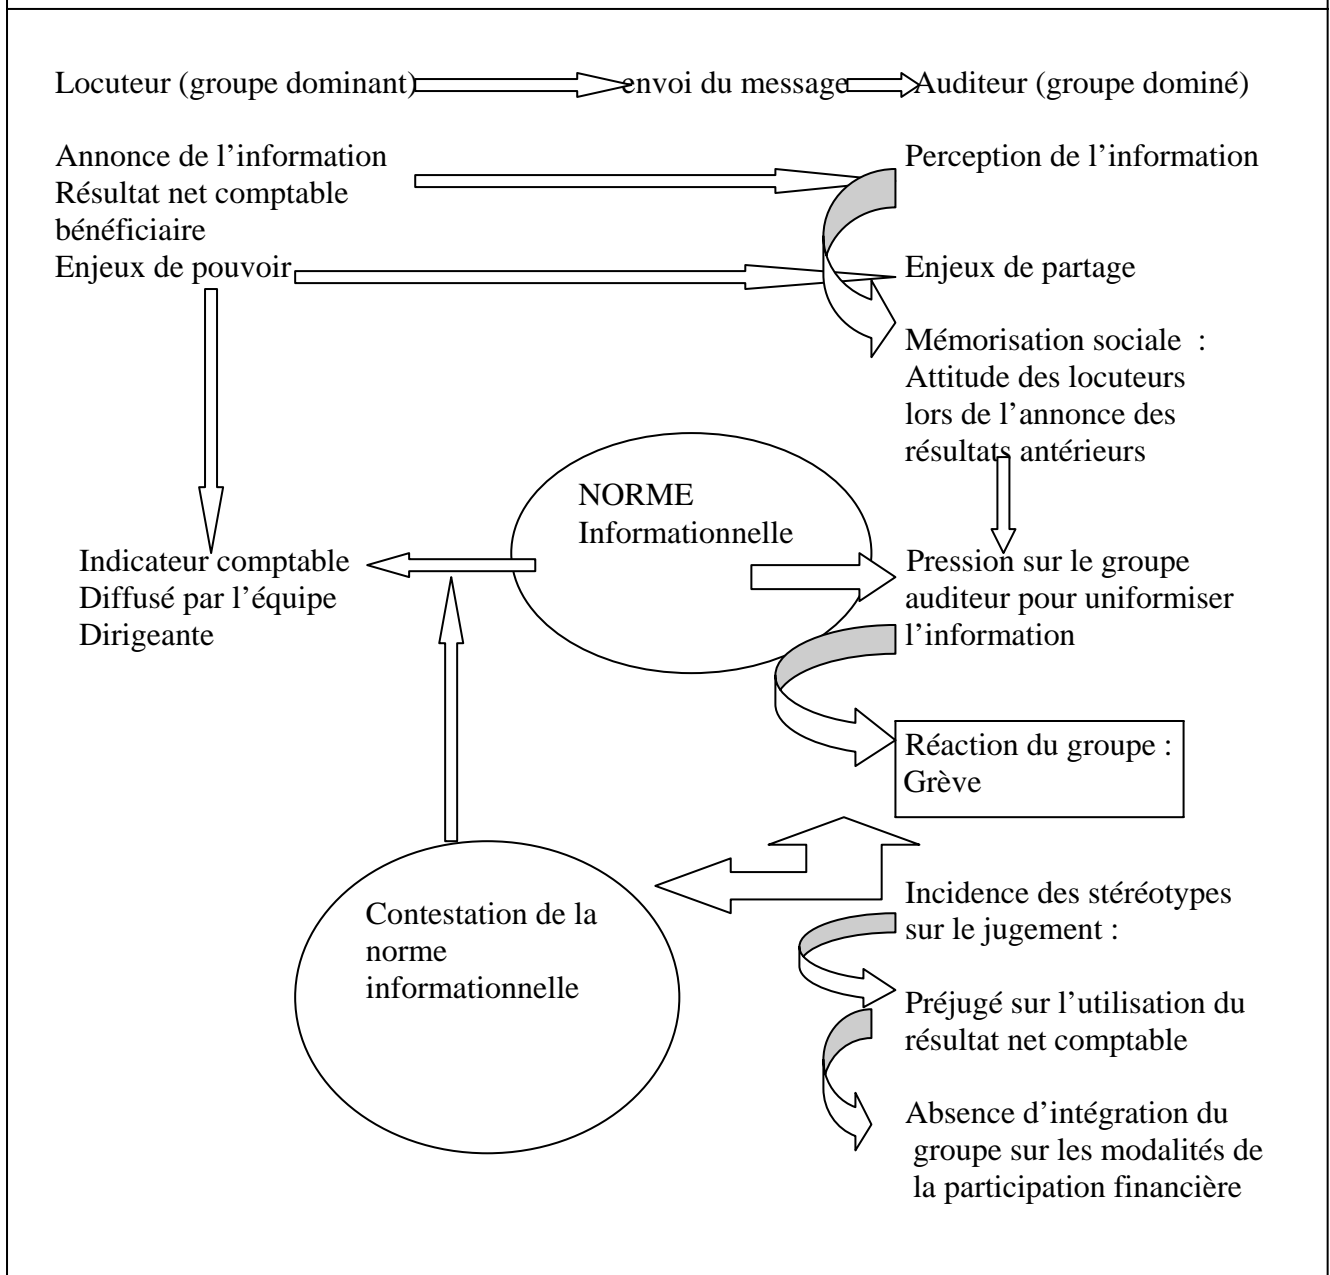 Locuteur (groupe dominant) envoi du message Auditeur (groupe dominé)
Annonce de l’information
Résultat net comptable
bénéficiaire
Enjeux de pouvoir
Perception de l’information
Enjeux de partage
Mémorisation sociale :
Attitude des locuteurs
lors de l’annonce des
résultats antérieurs
NORME
Informationnelle
Indicateur comptable
Diffusé par l’équipe
Dirigeante
Pression sur le groupe
auditeur pour uniformiser
l’information
Réaction du groupe :
Grève
Contestation de la
norme
informationnelle
Incidence des stéréotypes
sur le jugement :
Préjugé sur l’utilisation du
résultat net comptable
Absence d’intégration du
groupe sur les modalités de
la participation financière